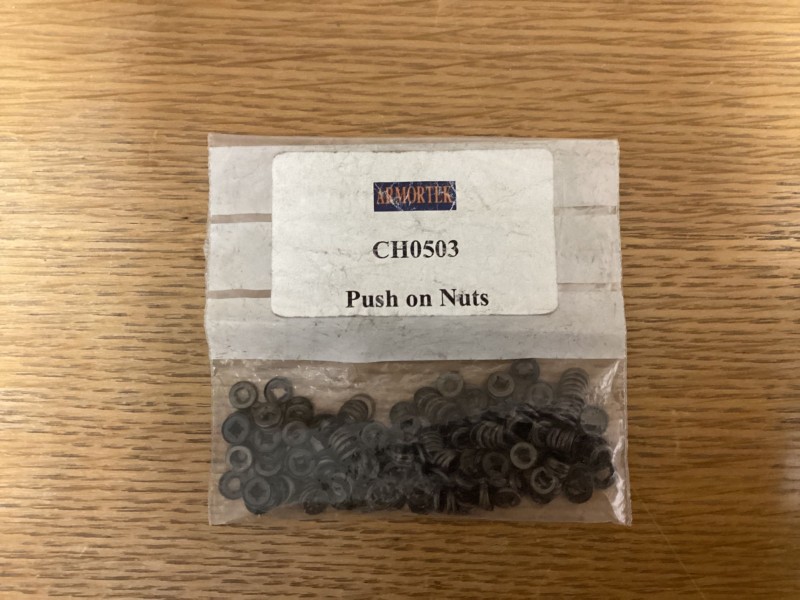 ARMORTEK
CH0503
Push on Nuts